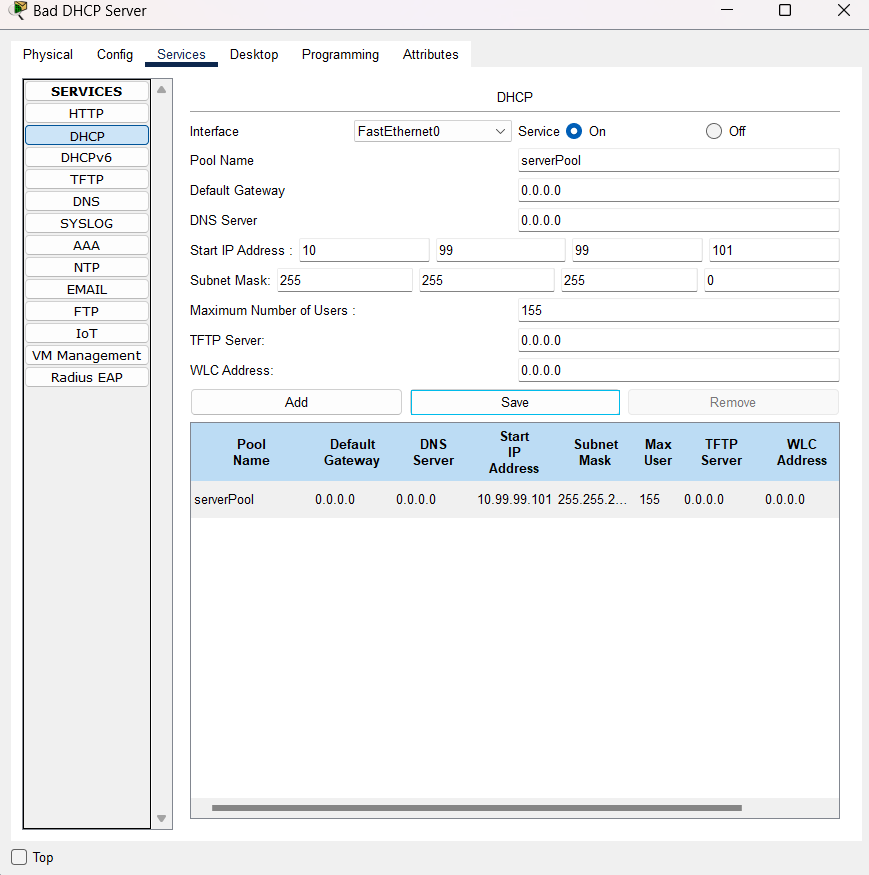 Bad DHCP Server
Physical Config Services Desktop Programming Attributes
SERVICES
HTTP
DHCP
DHCPv6
TFTP
DNS
SYSLOG
AAA
NTP
EMAIL
FTP
IoT
VM Management
Radius EAP
DHCP
Interface FastEthernet0 Service On Off
Pool Name serverPool
Default Gateway 0.0.0.0
DNS Server 0.0.0.0
Start IP Address : 10 99 99 101
Subnet Mask: 255 255 255 0
Maximum Number of Users : 155
TFTP Server: 0.0.0.0
WLC Address: 0.0.0.0
Add Save Remove
Pool Name Default Gateway DNS Server Start IP Address Subnet Mask Max User TFTP Server WLC Address
serverPool 0.0.0.0 0.0.0.0 10.99.99.101 255.255.2... 155 0.0.0.0 0.0.0.0
Top